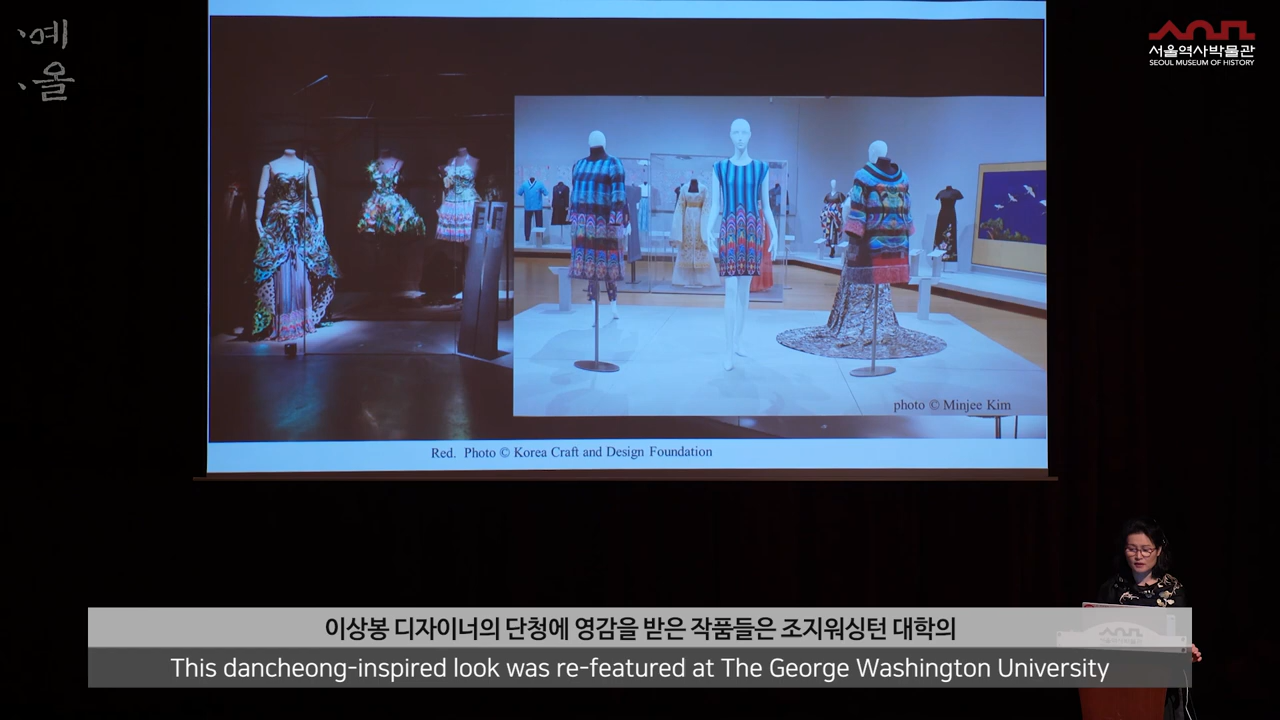 예
올
서울역사박물관
SEOUL MUSEUM OF HISTORY
photo © Minjee Kim
Red. Photo © Korea Craft and Design Foundation
이상봉 디자이너의 단청에 영감을 받은 작품들은 조지워싱턴 대학의
This dancheong-inspired look was re-featured at The George Washington University